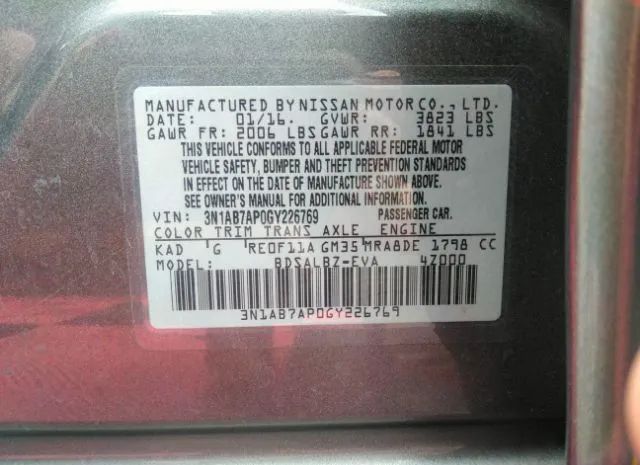 MANUFACTURED BY NISSAN MOTOR CO., LTD.
DATE: 01/16. GVWR: 3823 LBS
GAWR FR: 2006 LBS GAWR RR: 1841 LBS
THIS VEHICLE CONFORMS TO ALL APPLICABLE FEDERAL MOTOR
VEHICLE SAFETY, BUMPER AND THEFT PREVENTION STANDARDS
IN EFFECT ON THE DATE OF MANUFACTURE SHOWN ABOVE.
SEE OWNER'S MANUAL FOR ADDITIONAL INFORMATION.
VIN: 3N1AB7AP0GY226769 PASSENGER CAR.
COLOR TRIM TRANS AXLE ENGINE
KAD G RE0F11A GM35 MRA8DE 1798 CC
MODEL: BDSALBZ-EVA 4Z000
3N1AB7AP0GY226769